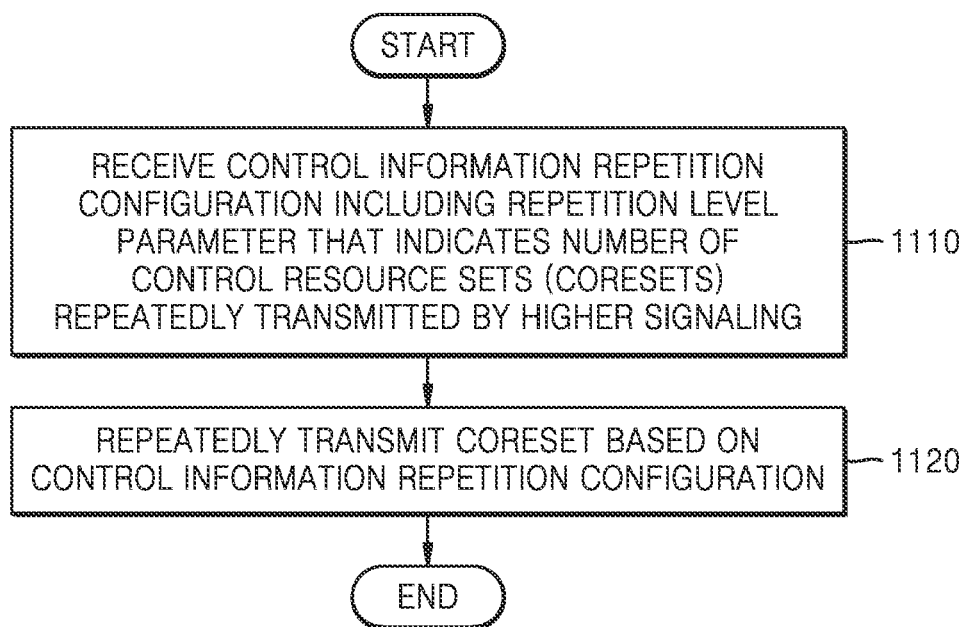 START
RECEIVE CONTROL INFORMATION REPETITION
CONFIGURATION INCLUDING REPETITION LEVEL
PARAMETER THAT INDICATES NUMBER OF
CONTROL RESOURCE SETS (CORESETS)
REPEATEDLY TRANSMITTED BY HIGHER SIGNALING
1110
REPEATEDLY TRANSMIT CORESET BASED ON
CONTROL INFORMATION REPETITION CONFIGURATION
1120
END